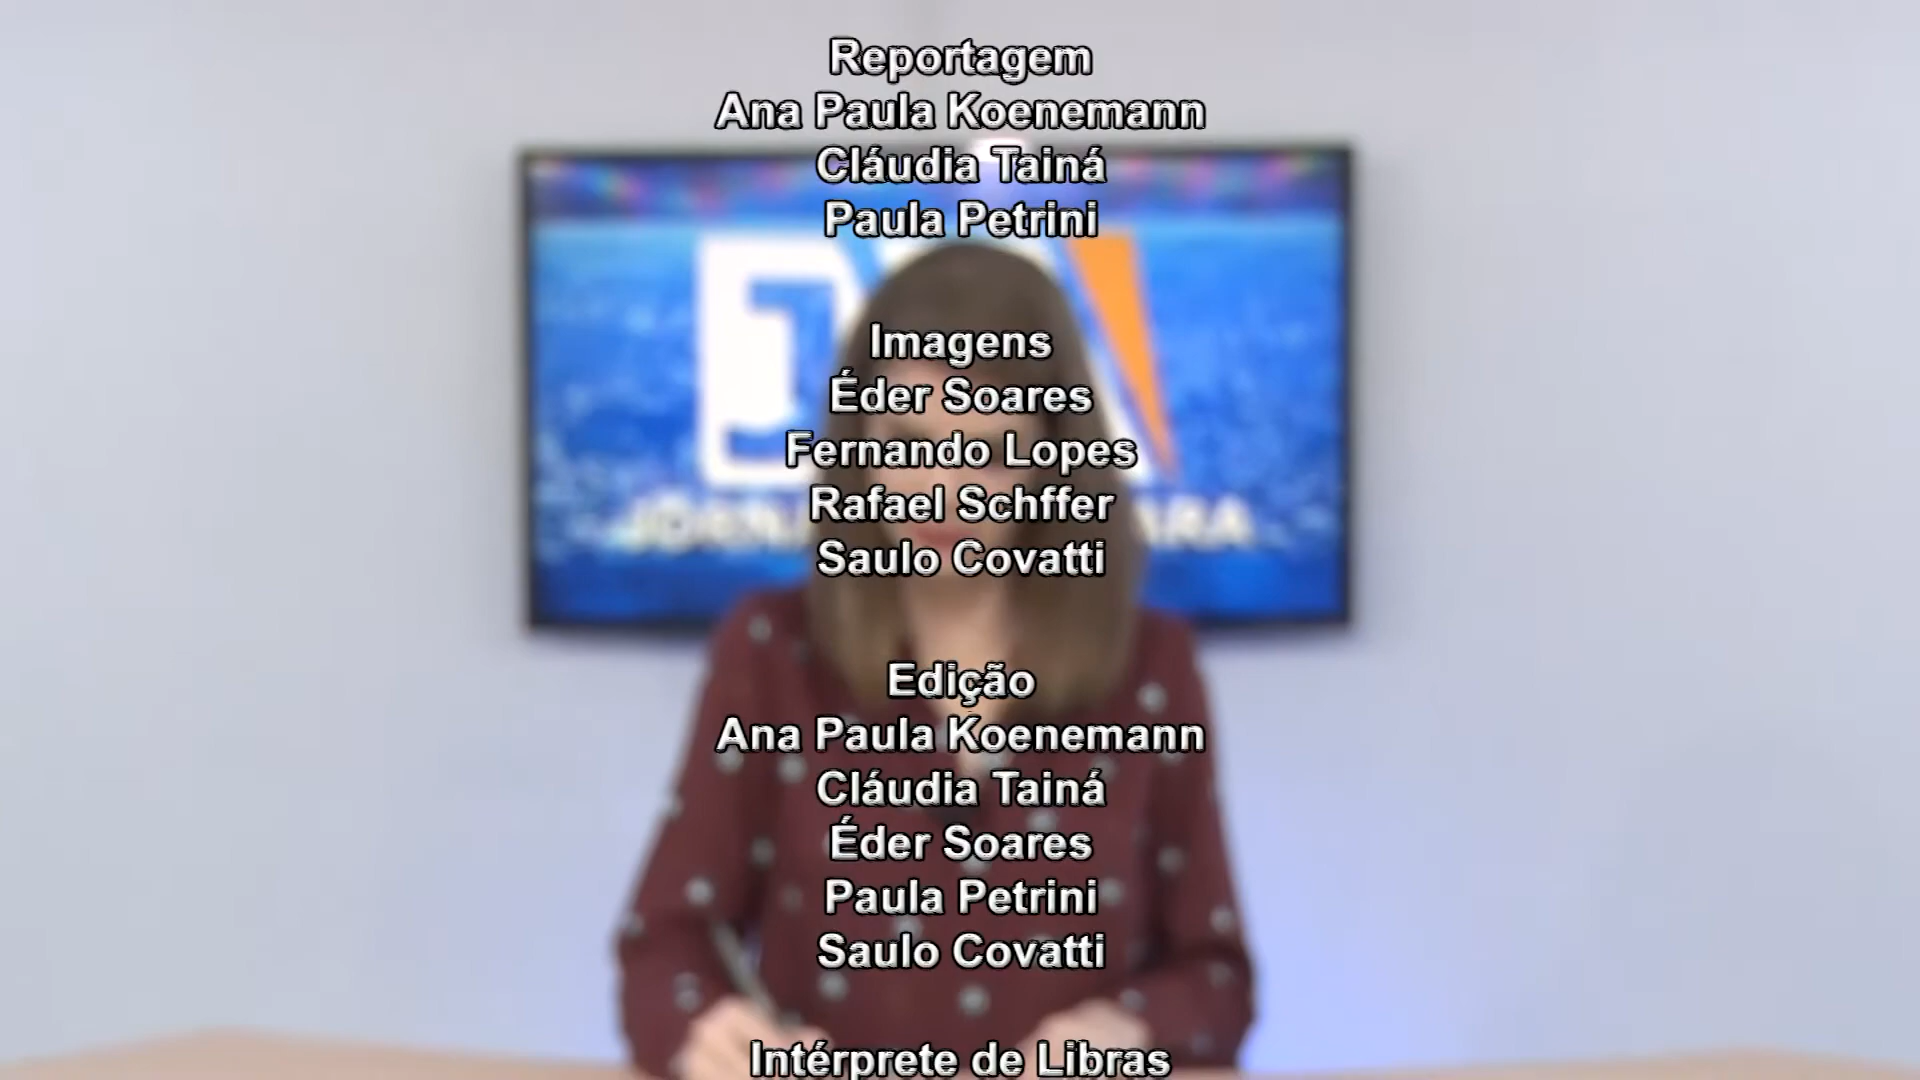 Reportagem
Ana Paula Koenemann
Cláudia Tainá
Paula Petrini
Imagens
Éder Soares
Fernando Lopes
Rafael Schffer
Saulo Covatti
Edição
Ana Paula Koenemann
Cláudia Tainá
Éder Soares
Paula Petrini
Saulo Covatti
Intérprete de Libras